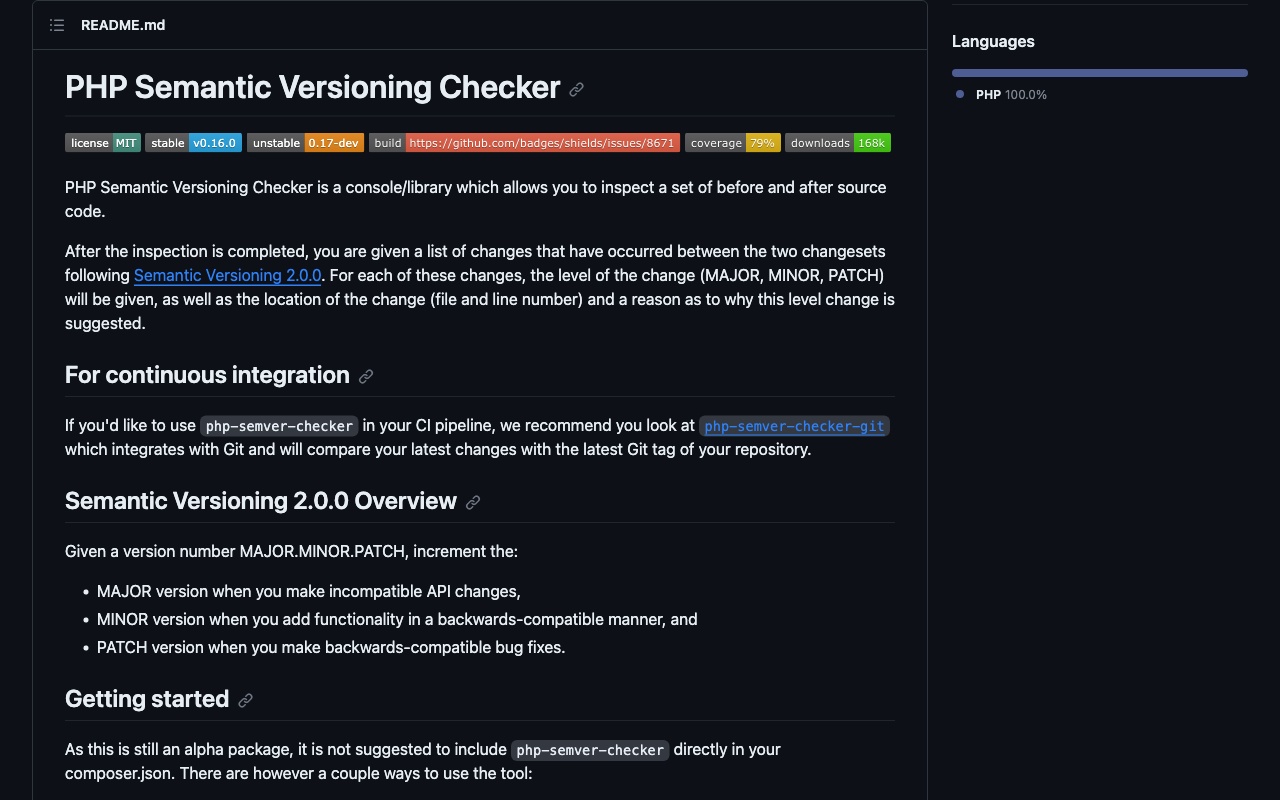 README.md
PHP Semantic Versioning Checker
license MIT stable v0.16.0 unstable 0.17-dev build https://github.com/badges/shields/issues/8671 coverage 79% downloads 168k
PHP Semantic Versioning Checker is a console/library which allows you to inspect a set of before and after source
code.
After the inspection is completed, you are given a list of changes that have occurred between the two changesets
following Semantic Versioning 2.0.0. For each of these changes, the level of the change (MAJOR, MINOR, PATCH)
will be given, as well as the location of the change (file and line number) and a reason as to why this level change is
suggested.
For continuous integration
If you'd like to use php-semver-checker in your CI pipeline, we recommend you look at php-semver-checker-git
which integrates with Git and will compare your latest changes with the latest Git tag of your repository.
Semantic Versioning 2.0.0 Overview
Given a version number MAJOR.MINOR.PATCH, increment the:
• MAJOR version when you make incompatible API changes,
• MINOR version when you add functionality in a backwards-compatible manner, and
• PATCH version when you make backwards-compatible bug fixes.
Getting started
As this is still an alpha package, it is not suggested to include php-semver-checker directly in your
composer.json. There are however a couple ways to use the tool:
Languages
PHP 100.0%